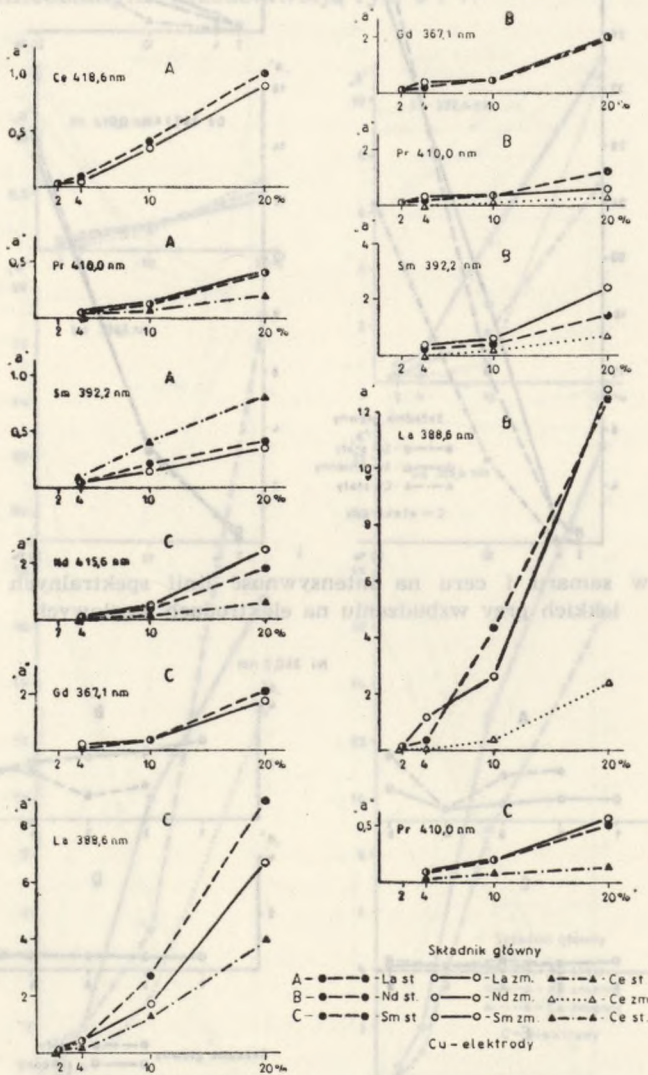 „a"
1,0
Ce 418,6 nm
A
0,5
2 4 10 20 %
„a"
A
0,5
Pr 410,0 nm
2 4 10 20 %
1,0
A
Sm 392,2 nm
0,5
2 4 10 20 %
„a"
C
Nd 415,6 nm
2
2 4 10 20 %
„a"
C
Gd 367,1 nm
2
2 4 10 20 %
„a"
C
8
La 388,6 nm
6
4
2
2 4 10 20 %
„a"
B
Gd 367,1 nm
2
2 4 10 20 %
B
Pr 410,0 nm
2
2 4 10 20 %
4
B
Sm 392,2 nm
2
2 4 10 20 %
„a"
B
La 388,6 nm
12
10
4
2
2 4 10 20 %
C
Pr 410,0 nm
0,5
2 4 10 20 %
Składnik główny
A - La st - La zm. - Ce st
B - Nd st. - Nd zm. - Ce zm
C - Sm st - Sm zm. - Ce st.
Cu - elektrody